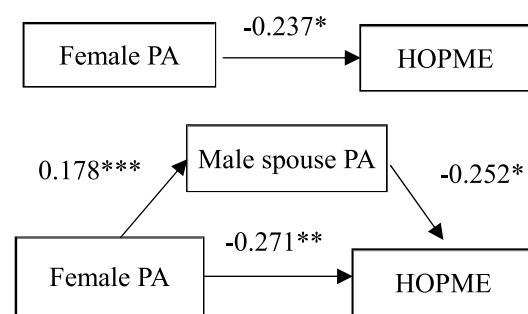 -0.237*
Female PA
HOPME
Male spouse PA
0.178***
-0.252*
-0.271**
Female PA
HOPME